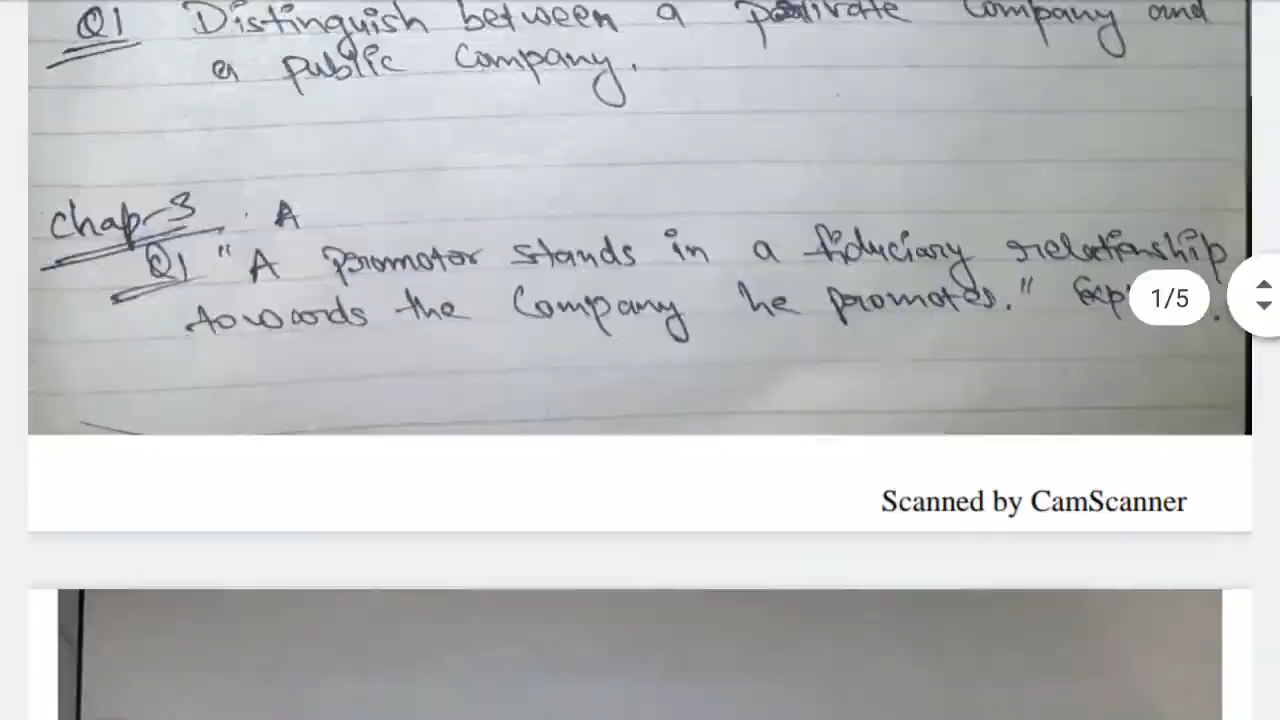 Q1 Distinguish between a private Company and
a public Company.
Chap-3 A
Q1 "A promotor stands in a fiduciary relationship
towards the Company he promotes."
1/5
Scanned by CamScanner